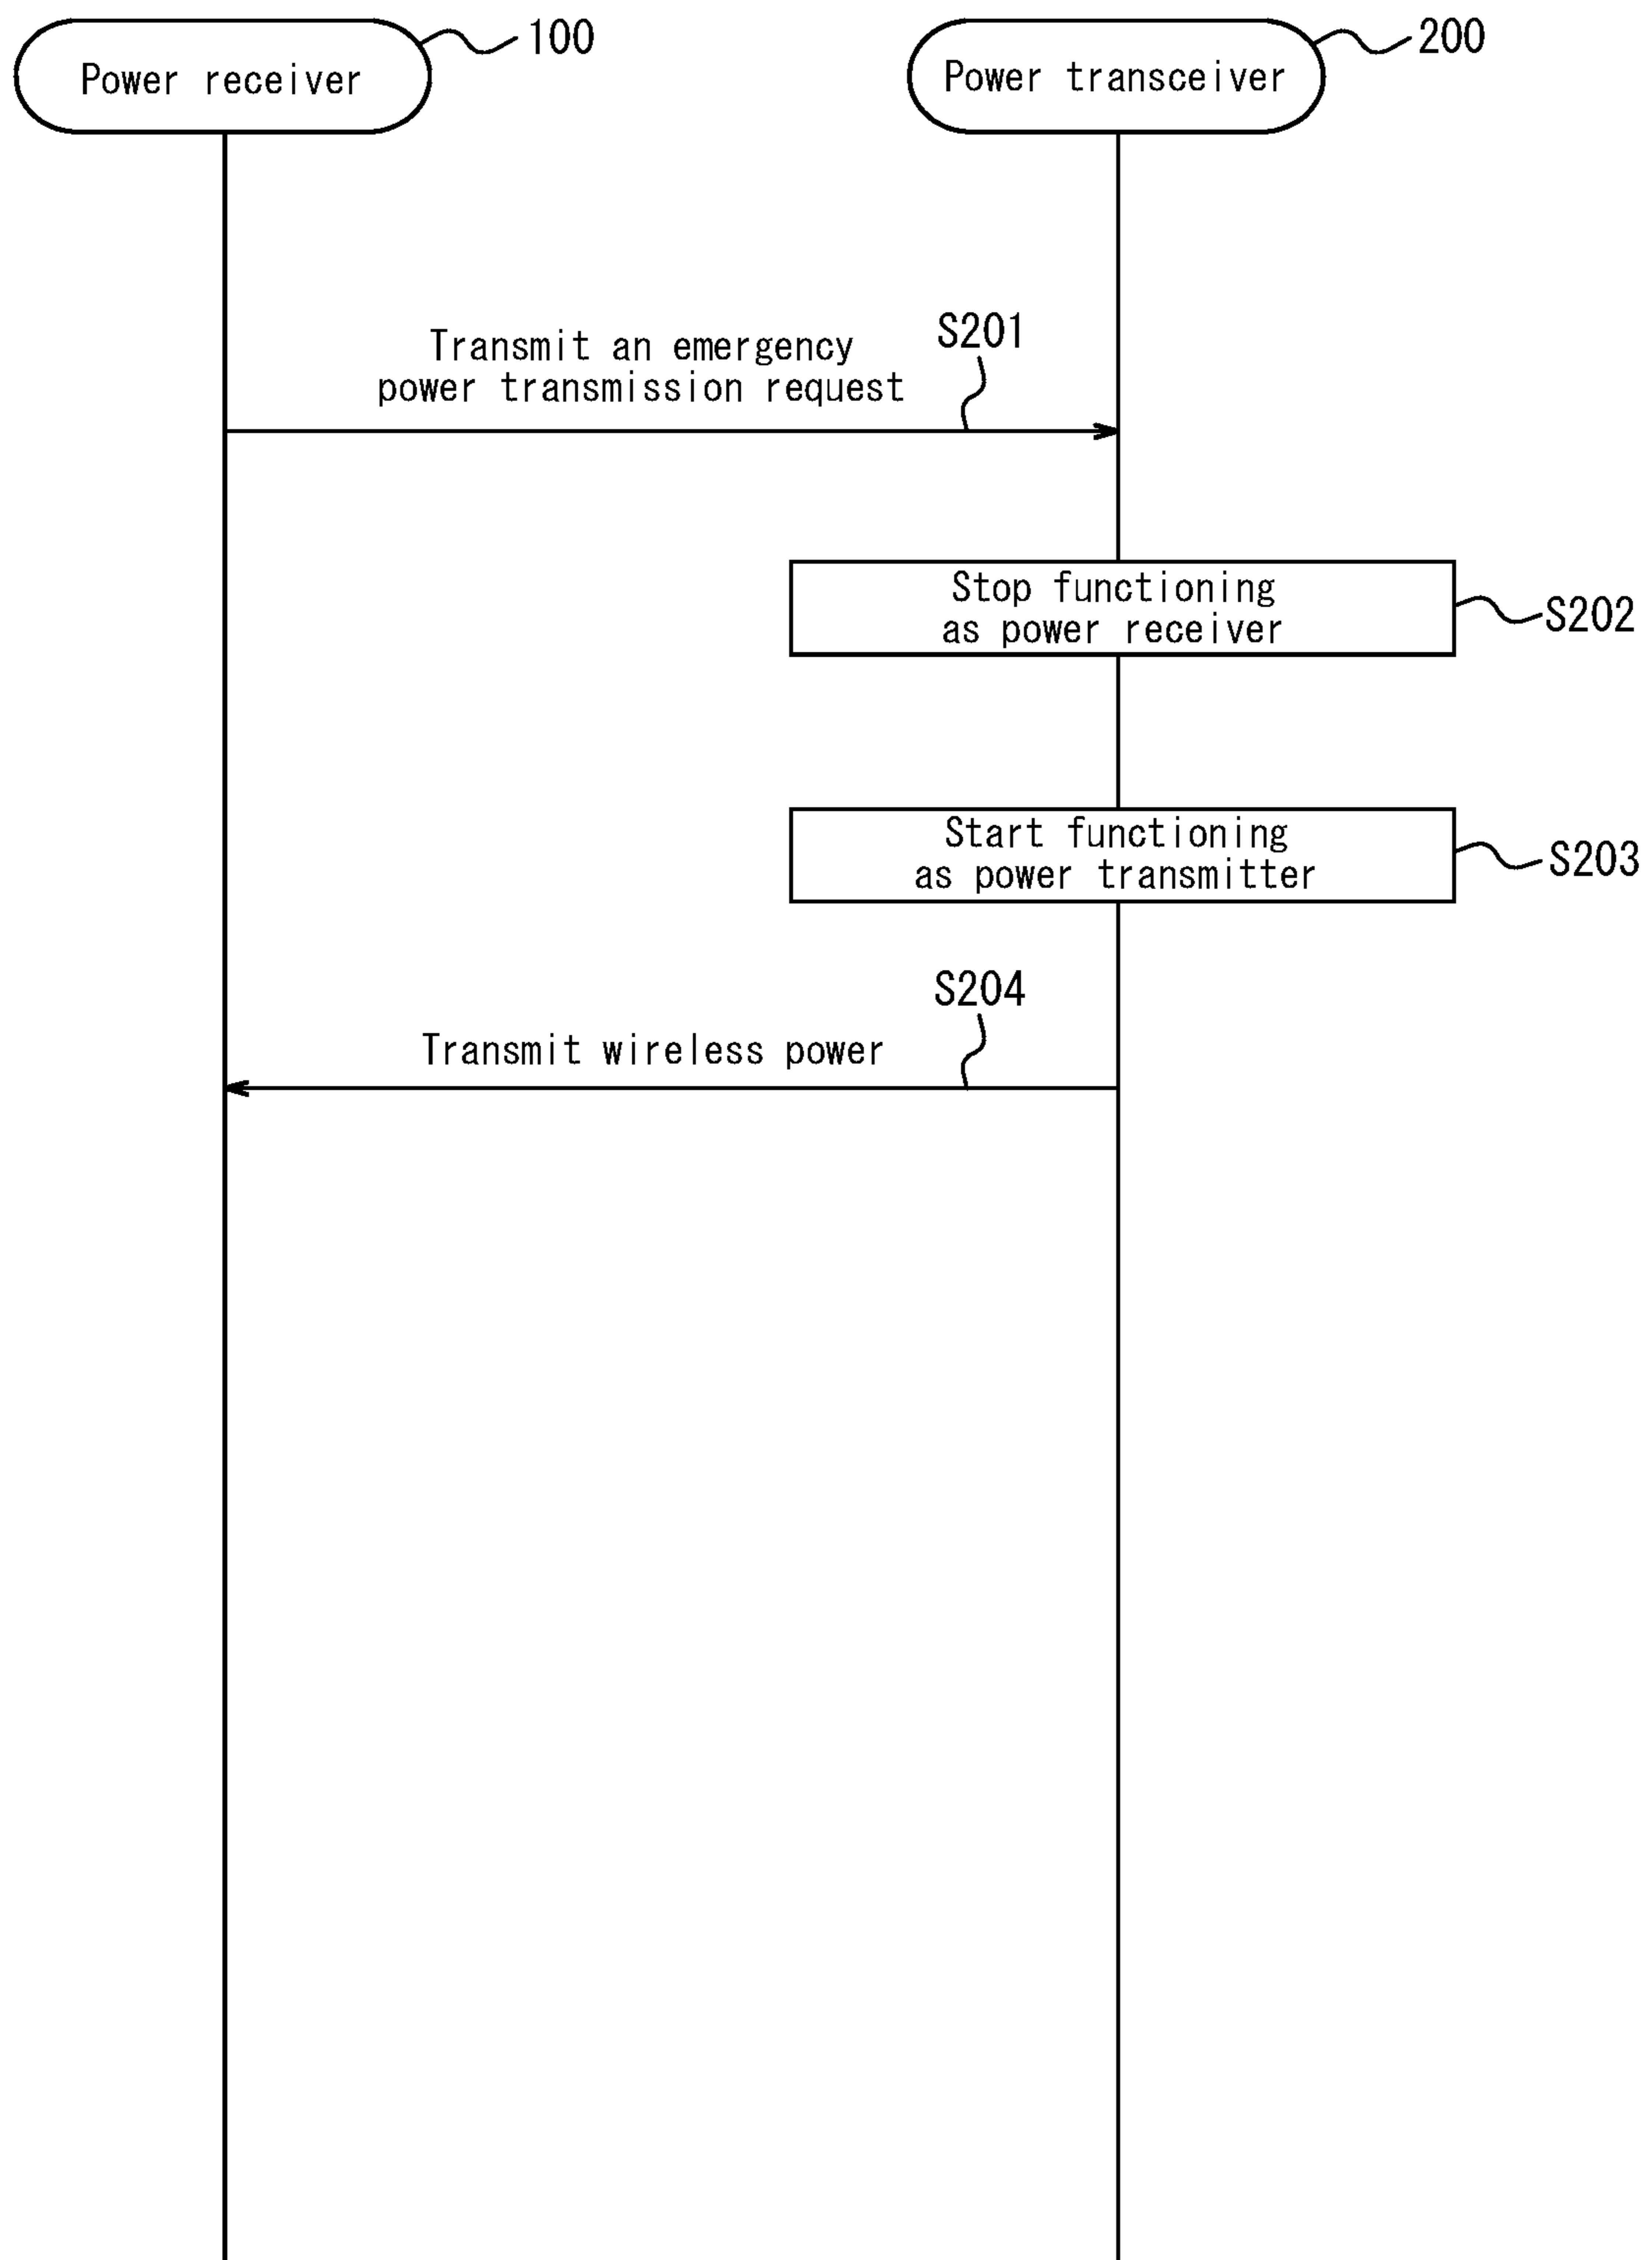 100
200
Power receiver
Power transceiver
S201
Transmit an emergency
power transmission request
Stop functioning
as power receiver
S202
Start functioning
as power transmitter
S203
S204
Transmit wireless power